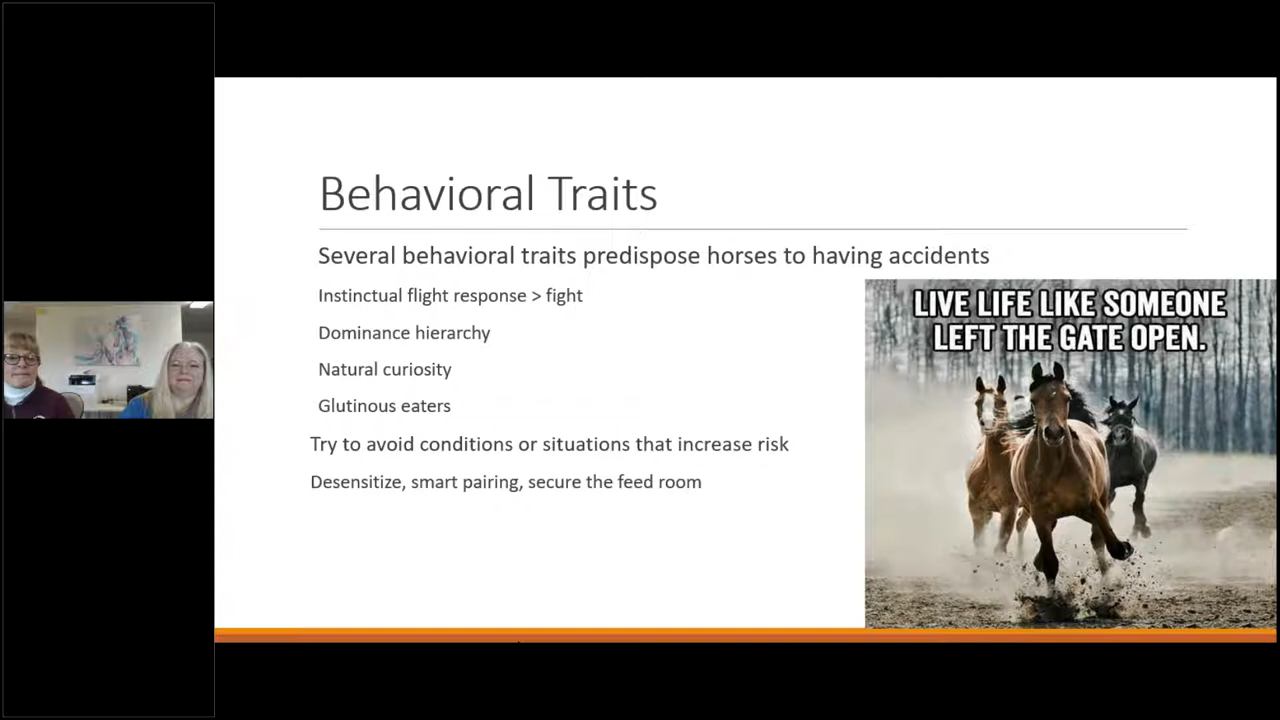 Behavioral Traits
Several behavioral traits predispose horses to having accidents
Instinctual flight response > fight
Dominance hierarchy
Natural curiosity
Glutinous eaters
Try to avoid conditions or situations that increase risk
Desensitize, smart pairing, secure the feed room
LIVE LIFE LIKE SOMEONE
LEFT THE GATE OPEN.